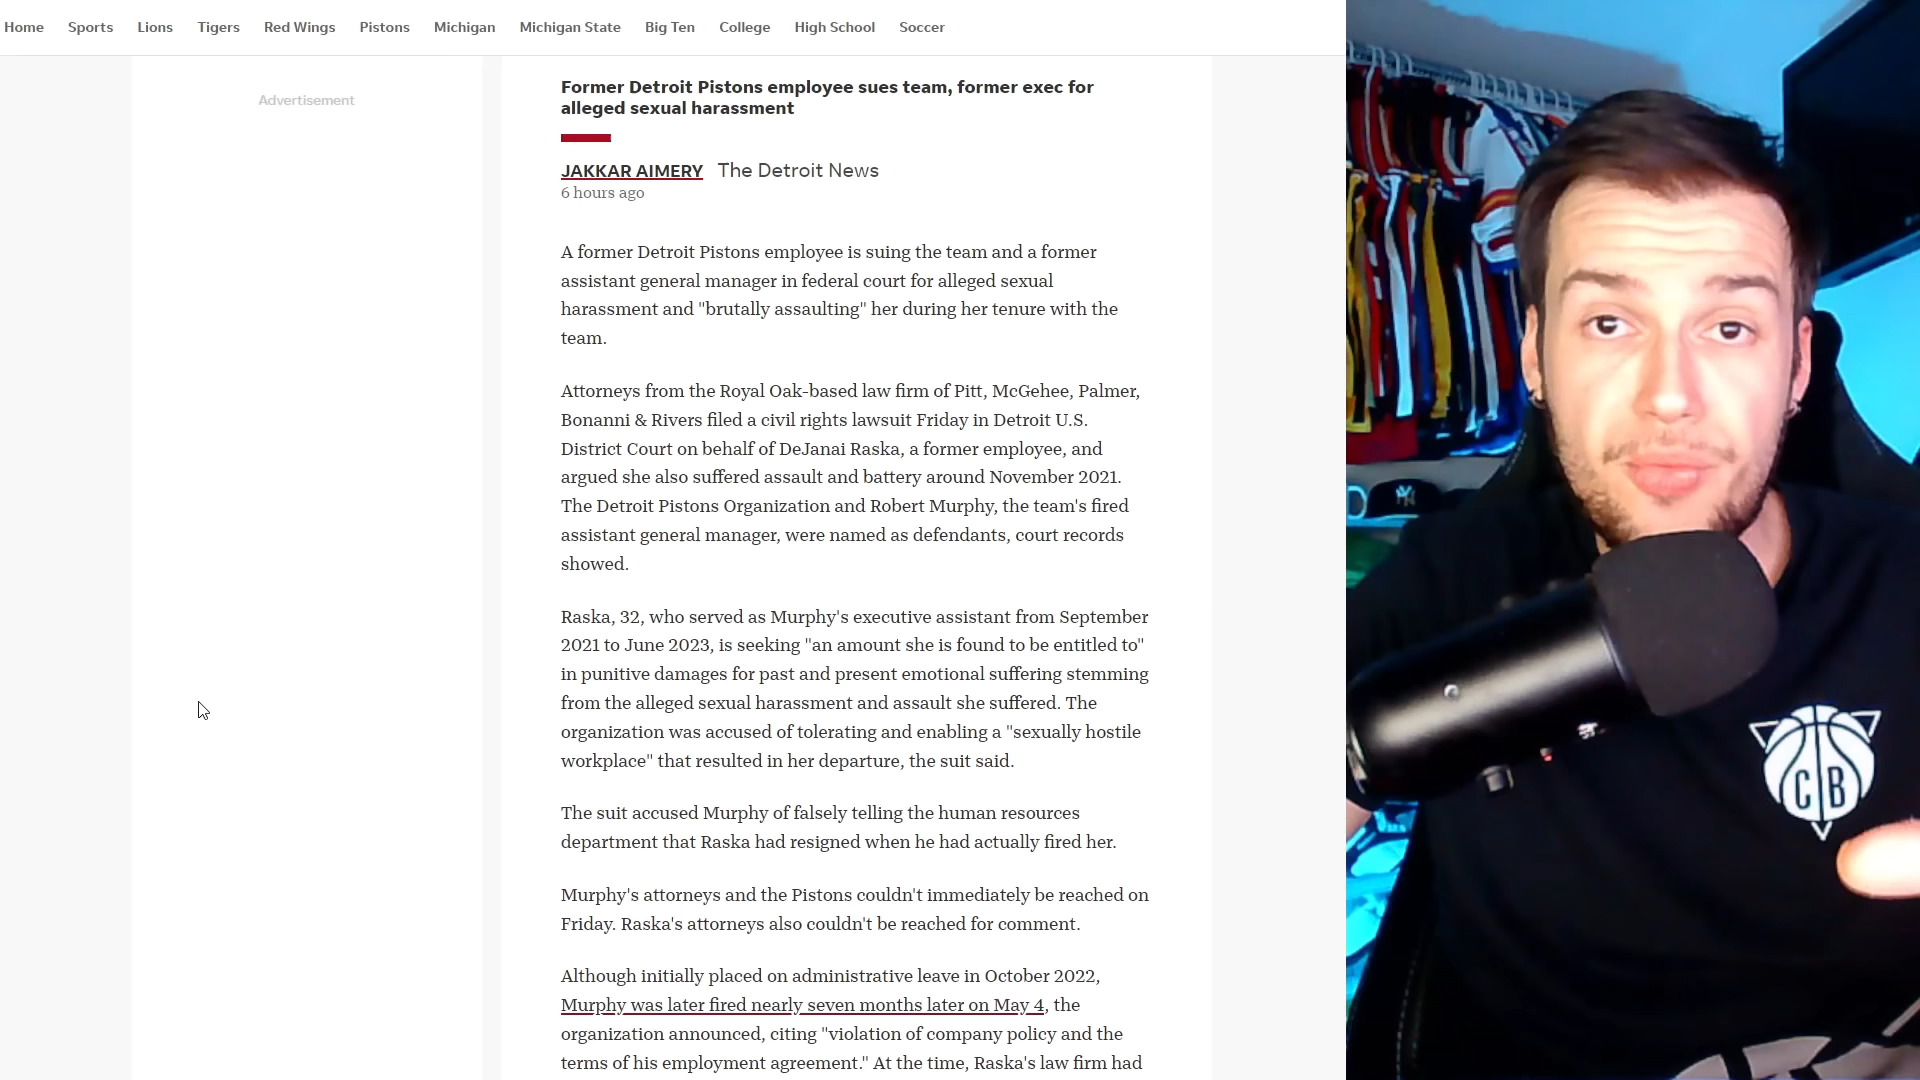 Home Sports Lions Tigers Red Wings Pistons Michigan Michigan State Big Ten College High School Soccer
Advertisement
Former Detroit Pistons employee sues team, former exec for
alleged sexual harassment
JAKKAR AIMERY The Detroit News
6 hours ago
A former Detroit Pistons employee is suing the team and a former
assistant general manager in federal court for alleged sexual
harassment and "brutally assaulting" her during her tenure with the
team.
Attorneys from the Royal Oak-based law firm of Pitt, McGehee, Palmer,
Bonanni & Rivers filed a civil rights lawsuit Friday in Detroit U.S.
District Court on behalf of DeJanai Raska, a former employee, and
argued she also suffered assault and battery around November 2021.
The Detroit Pistons Organization and Robert Murphy, the team's fired
assistant general manager, were named as defendants, court records
showed.
Raska, 32, who served as Murphy's executive assistant from September
2021 to June 2023, is seeking "an amount she is found to be entitled to"
in punitive damages for past and present emotional suffering stemming
from the alleged sexual harassment and assault she suffered. The
organization was accused of tolerating and enabling a "sexually hostile
workplace" that resulted in her departure, the suit said.
The suit accused Murphy of falsely telling the human resources
department that Raska had resigned when he had actually fired her.
Murphy's attorneys and the Pistons couldn't immediately be reached on
Friday. Raska's attorneys also couldn't be reached for comment.
Although initially placed on administrative leave in October 2022,
Murphy was later fired nearly seven months later on May 4, the
organization announced, citing "violation of company policy and the
terms of his employment agreement." At the time, Raska's law firm had
CB